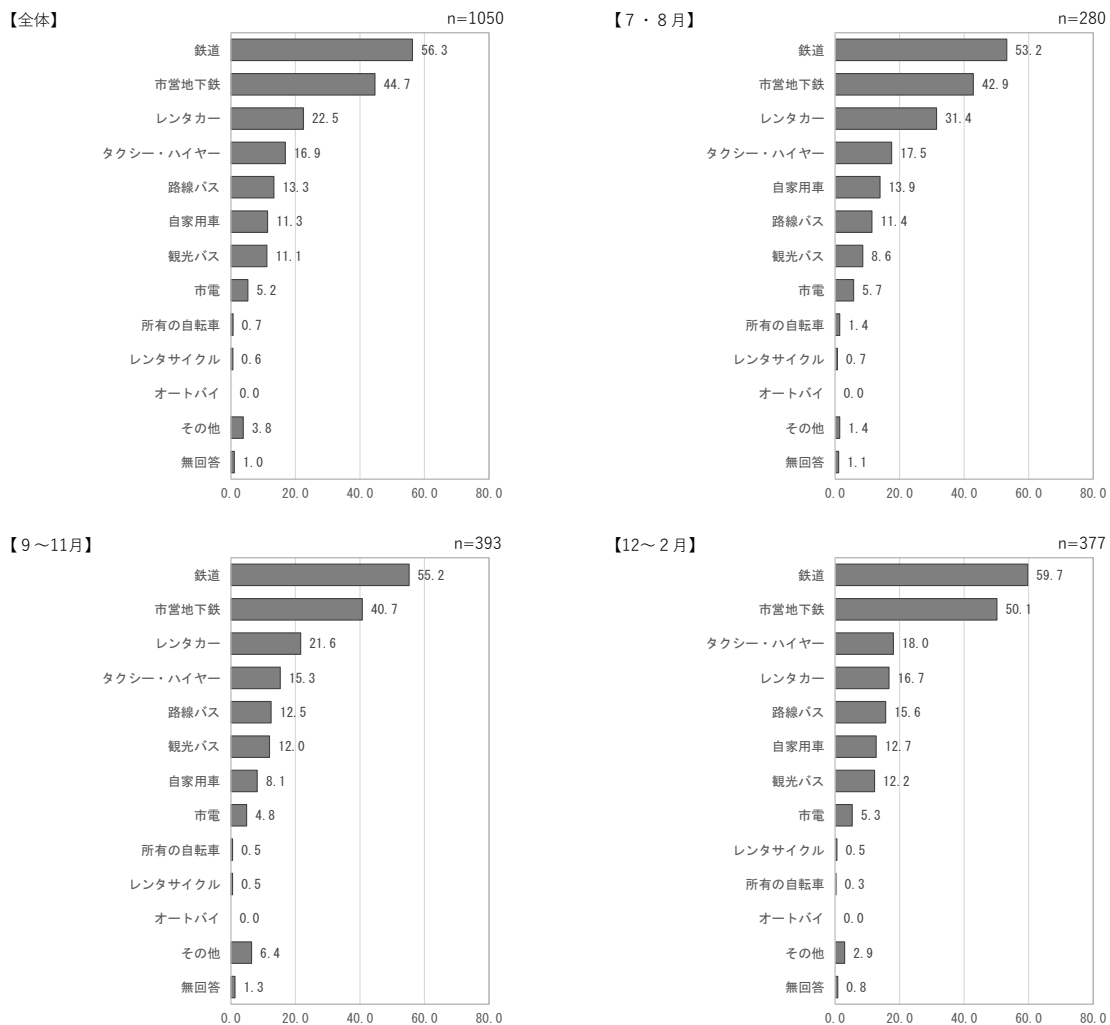 【全体】 n=1050
鉄道 56.3
市営地下鉄 44.7
レンタカー 22.5
タクシー・ハイヤー 16.9
路線バス 13.3
自家用車 11.3
観光バス 11.1
市電 5.2
所有の自転車 0.7
レンタサイクル 0.6
オートバイ 0.0
その他 3.8
無回答 1.0
0.0 20.0 40.0 60.0 80.0
【７・８月】 n=280
鉄道 53.2
市営地下鉄 42.9
レンタカー 31.4
タクシー・ハイヤー 17.5
自家用車 13.9
路線バス 11.4
観光バス 8.6
市電 5.7
所有の自転車 1.4
レンタサイクル 0.7
オートバイ 0.0
その他 1.4
無回答 1.1
0.0 20.0 40.0 60.0 80.0
【９～11月】 n=393
鉄道 55.2
市営地下鉄 40.7
レンタカー 21.6
タクシー・ハイヤー 15.3
路線バス 12.5
観光バス 12.0
自家用車 8.1
市電 4.8
所有の自転車 0.5
レンタサイクル 0.5
オートバイ 0.0
その他 6.4
無回答 1.3
0.0 20.0 40.0 60.0 80.0
【12～２月】 n=377
鉄道 59.7
市営地下鉄 50.1
タクシー・ハイヤー 18.0
レンタカー 16.7
路線バス 15.6
自家用車 12.7
観光バス 12.2
市電 5.3
レンタサイクル 0.5
所有の自転車 0.3
オートバイ 0.0
その他 2.9
無回答 0.8
0.0 20.0 40.0 60.0 80.0